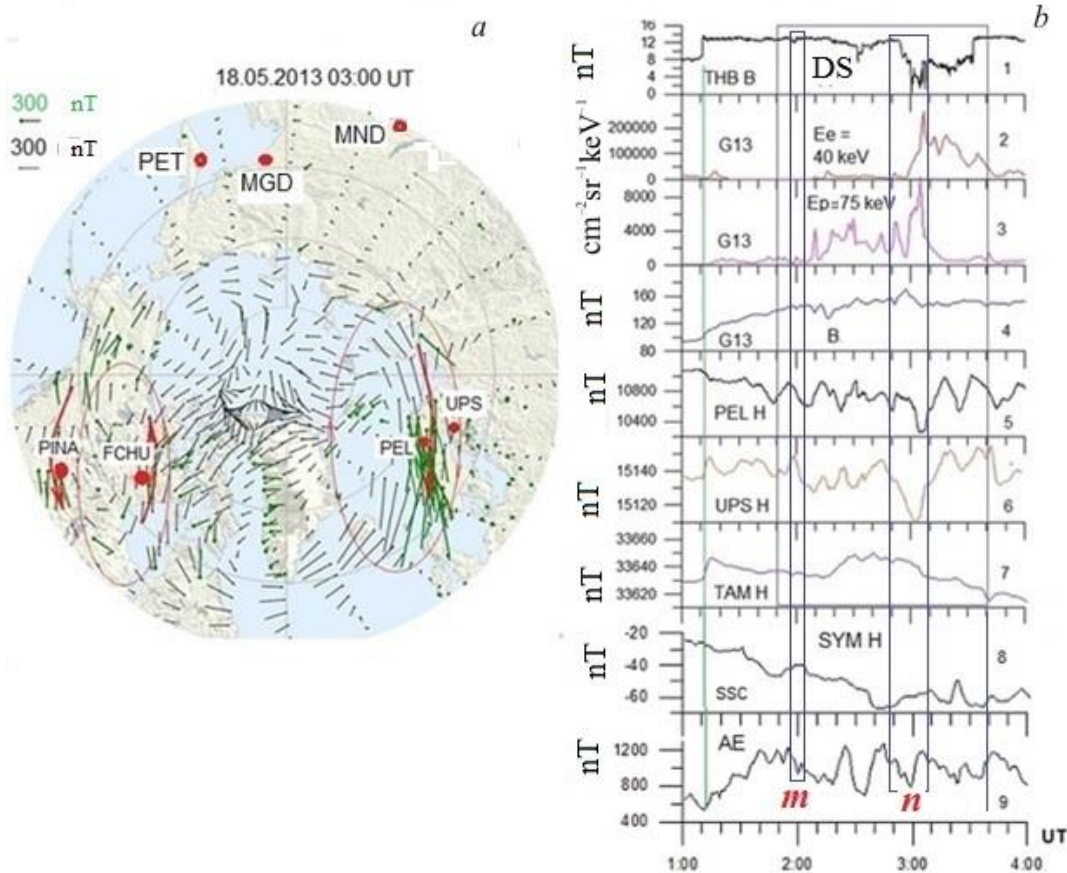 a
18.05.2013 03:00 UT
300 nT
300 nT
PET
MGD
MND
PINA
FCHU
PEL
UPS
b
nT
16
12
8
4
0
THB B
DS
1
cm⁻²sr⁻¹keV⁻¹
200000
100000
0
G13
Ee =
40 keV
2
8000
4000
0
G13
Ep=75 keV
3
nT
160
120
80
G13
B
4
nT
10800
10400
PEL H
5
nT
15140
15120
UPS H
6
nT
33660
33640
33620
TAM H
7
nT
-20
-40
-60
SSC
SYM H
8
nT
1200
800
400
AE
m
n
9
UT
1:00
2:00
3:00
4:00